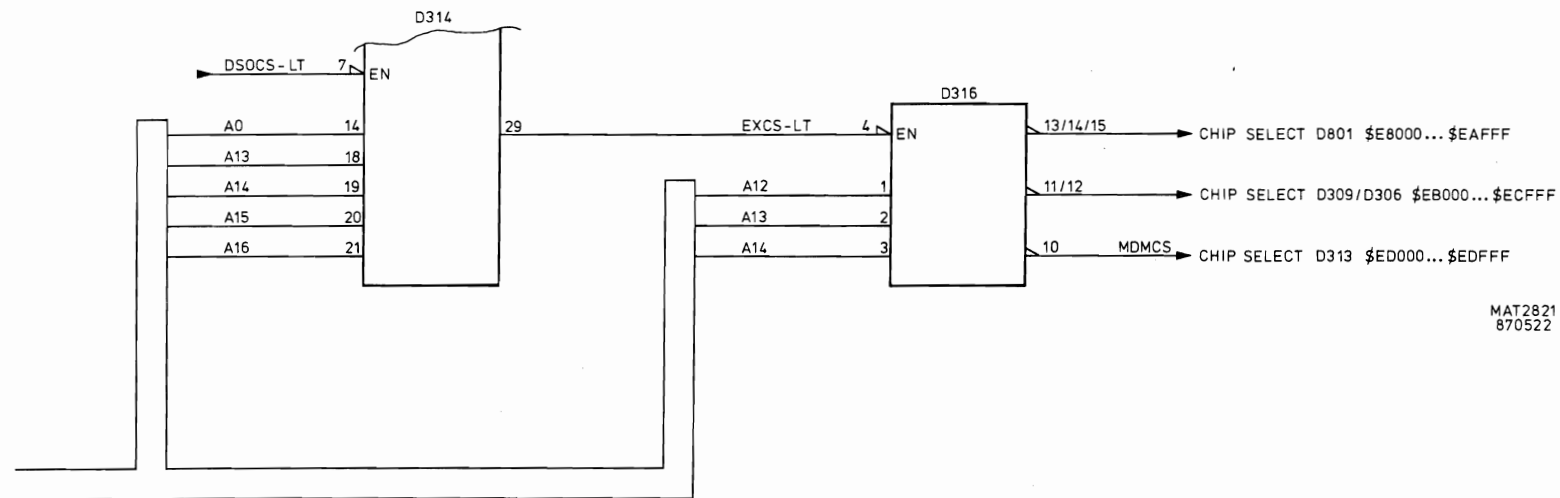 D314
DSOCS-LT 7 EN
D316
A0 14 29 EXCS-LT 4 EN 13/14/15 CHIP SELECT D801 $E8000...$EAFFF
A13 18
A14 19 A12 1 11/12 CHIP SELECT D309/D306 $EB000...$ECFFF
A15 20 A13 2
A16 21 A14 3 10 MDMCS CHIP SELECT D313 $ED000...$EDFFF
MAT2821
870522